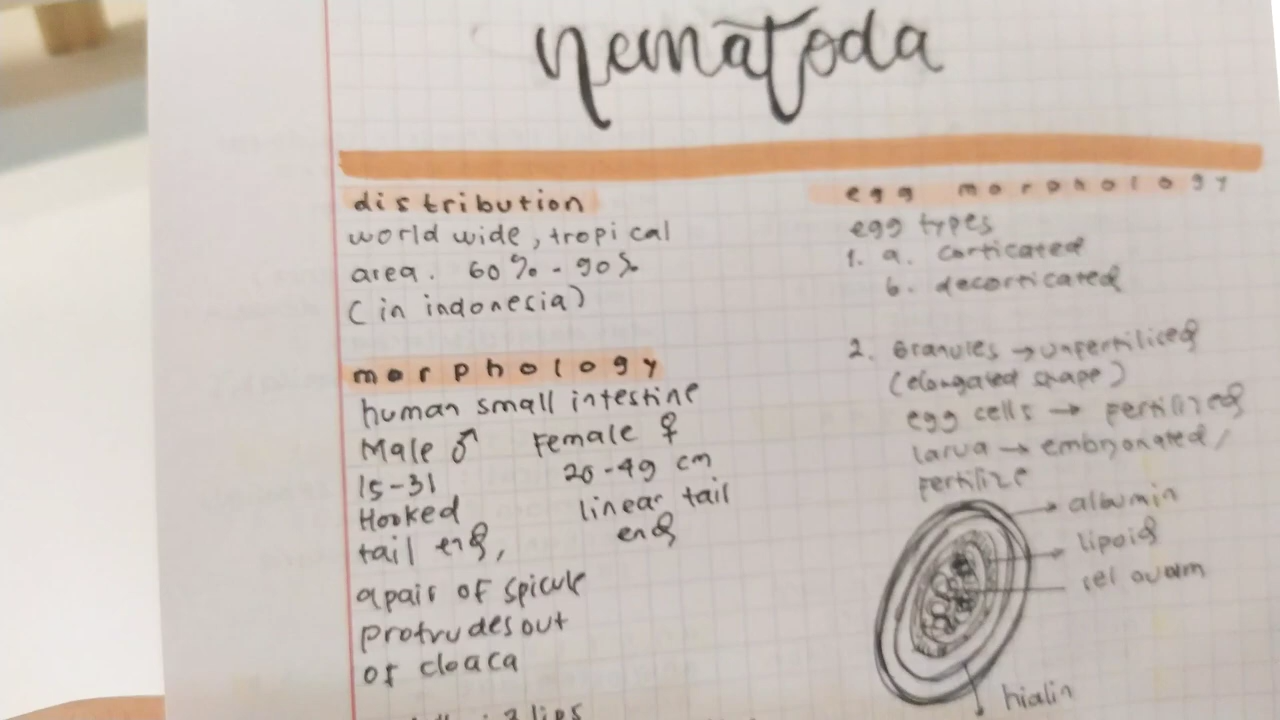 nematoda
distribution
world wide, tropical
area. 60% - 90%
(in indonesia)
morphology
human small intestine
Male ♂ Female ♀
15-31 20-49 cm
Hooked linear tail
tail end, end
a pair of spicule
protrudes out
of cloaca
3 lips
egg morphology
egg types
1. a. corticated
b. decorticated
2. Granules → unfertilized
(elongated shape)
egg cells → fertilized
larva → embryonated/
fertilize
albumin
lipoid
sel ovum
hialin